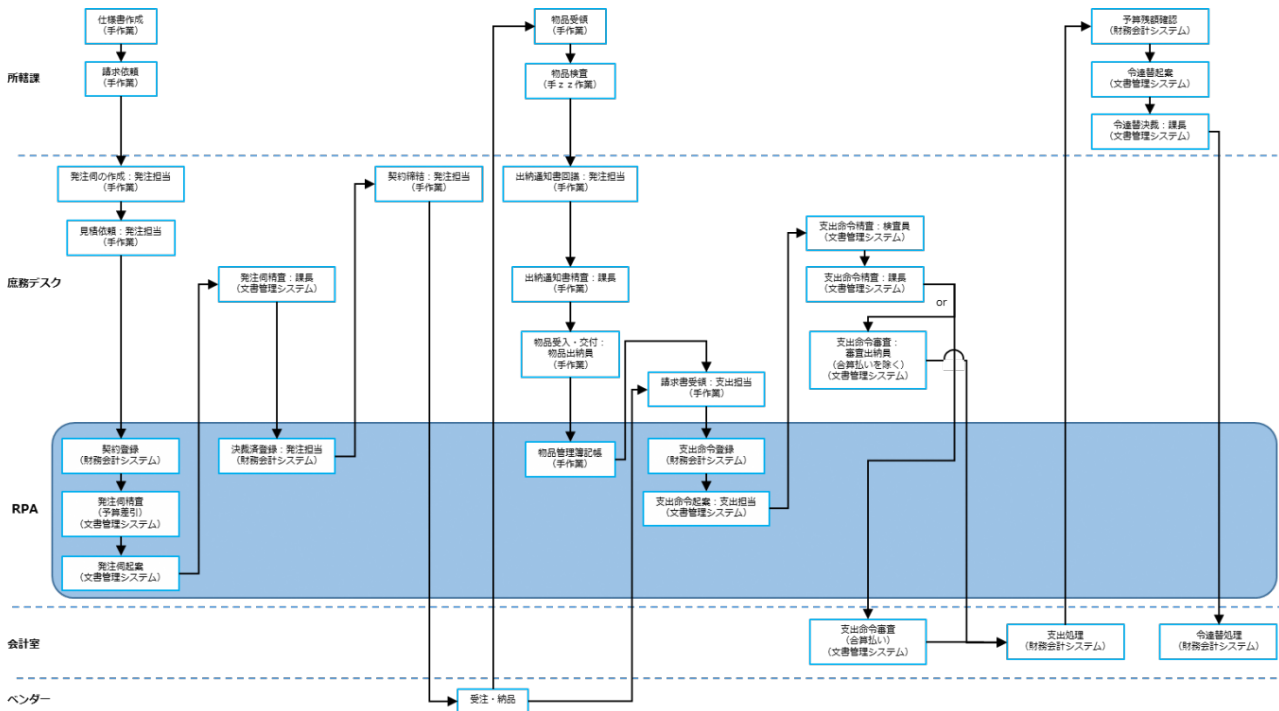 所轄課
仕様書作成
(手作業)
請求依頼
(手作業)
物品受領
(手作業)
物品検査
(手ｚｚ作業)
予算残額確認
(財務会計システム)
令達替起案
(文書管理システム)
令達替決裁：課長
(文書管理システム)
庶務デスク
発注伺の作成：発注担当
(手作業)
見積依頼：発注担当
(手作業)
発注伺精査：課長
(文書管理システム)
契約締結：発注担当
(手作業)
出納通知書回議：発注担当
(手作業)
出納通知書精査：課長
(手作業)
物品受入・交付：
物品出納員
(手作業)
請求書受領：支出担当
(手作業)
支出命令精査：検査員
(文書管理システム)
支出命令精査：課長
(文書管理システム)
or
支出命令審査：
審査出納員
(合算払いを除く)
(文書管理システム)
RPA
契約登録
(財務会計システム)
発注伺精査
(予算差引)
(文書管理システム)
発注伺起案
(文書管理システム)
決裁済登録：発注担当
(財務会計システム)
物品管理簿記帳
(手作業)
支出命令登録
(財務会計システム)
支出命令起案：支出担当
(文書管理システム)
会計室
支出命令審査
(合算払い)
(文書管理システム)
支出処理
(財務会計システム)
令達替処理
(財務会計システム)
ベンダー
受注・納品